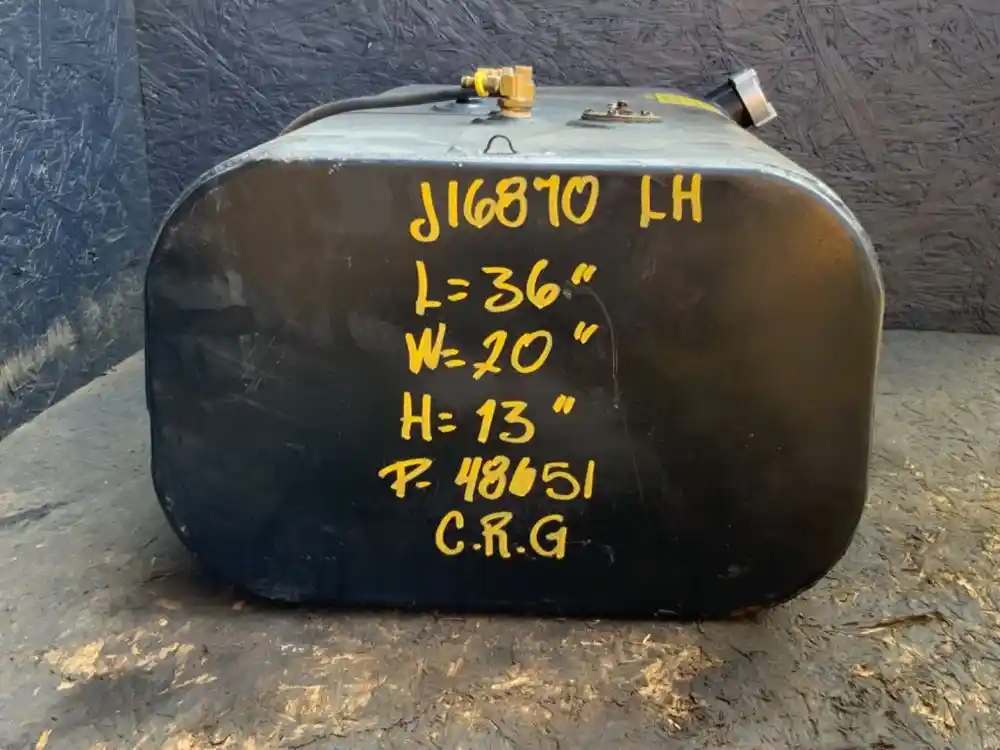 J16870 LH
L= 36"
W= 20"
H= 13"
P- 48651
C.R.G